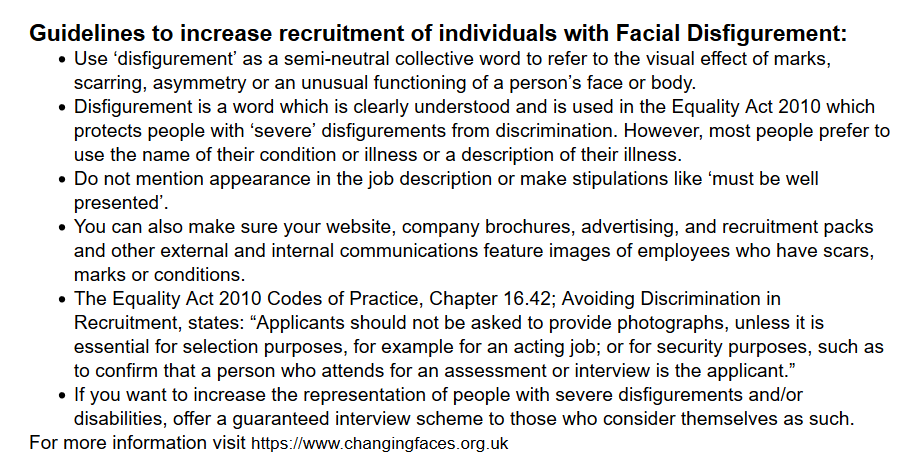 Guidelines to increase recruitment of individuals with Facial Disfigurement:
• Use ‘disfigurement’ as a semi-neutral collective word to refer to the visual effect of marks,
scarring, asymmetry or an unusual functioning of a person’s face or body.
• Disfigurement is a word which is clearly understood and is used in the Equality Act 2010 which
protects people with ‘severe’ disfigurements from discrimination. However, most people prefer to
use the name of their condition or illness or a description of their illness.
• Do not mention appearance in the job description or make stipulations like ‘must be well
presented’.
• You can also make sure your website, company brochures, advertising, and recruitment packs
and other external and internal communications feature images of employees who have scars,
marks or conditions.
• The Equality Act 2010 Codes of Practice, Chapter 16.42; Avoiding Discrimination in
Recruitment, states: “Applicants should not be asked to provide photographs, unless it is
essential for selection purposes, for example for an acting job; or for security purposes, such as
to confirm that a person who attends for an assessment or interview is the applicant.”
• If you want to increase the representation of people with severe disfigurements and/or
disabilities, offer a guaranteed interview scheme to those who consider themselves as such.
For more information visit https://www.changingfaces.org.uk